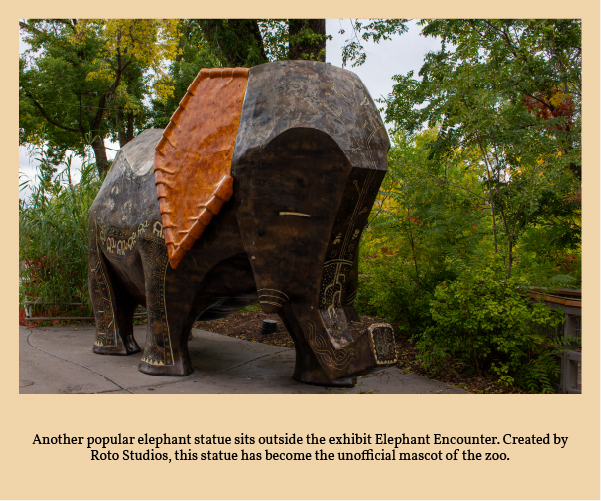 Another popular elephant statue sits outside the exhibit Elephant Encounter. Created by
Roto Studios, this statue has become the unofficial mascot of the zoo.